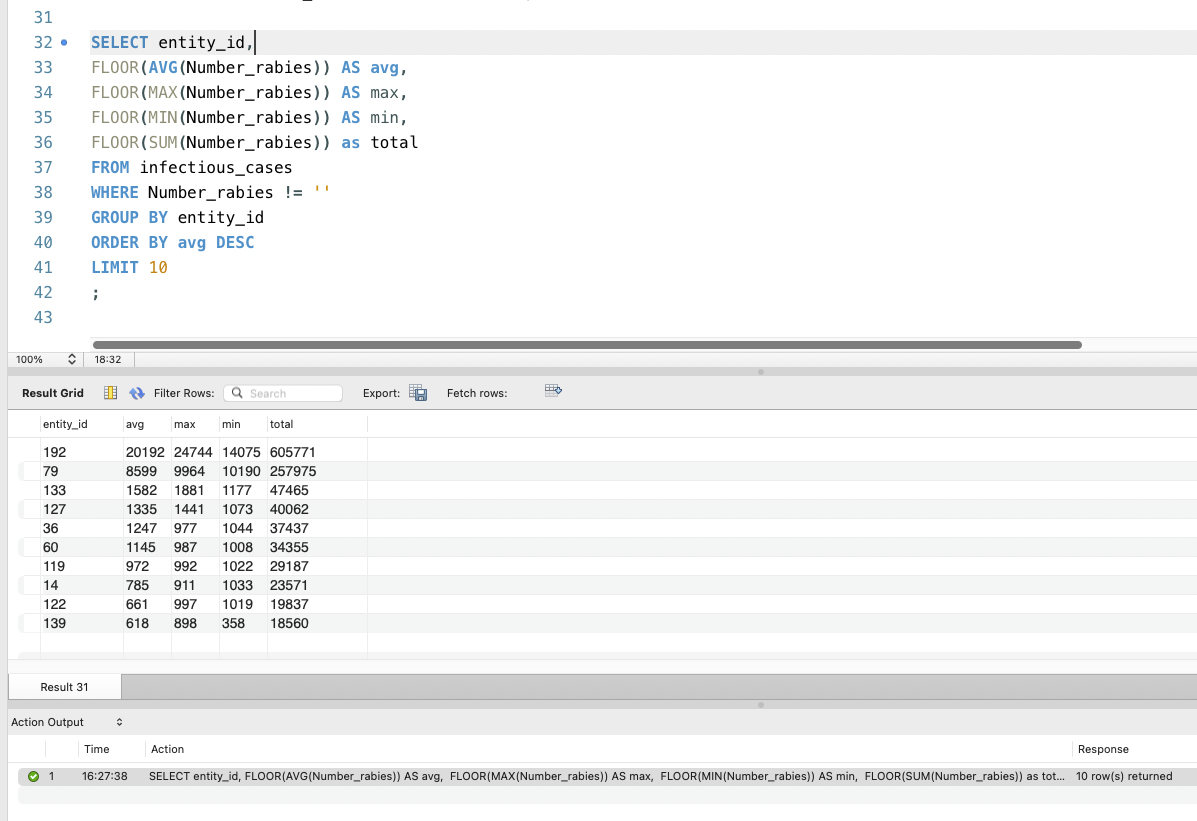 31
32 SELECT entity_id,
33 FLOOR(AVG(Number_rabies)) AS avg,
34 FLOOR(MAX(Number_rabies)) AS max,
35 FLOOR(MIN(Number_rabies)) AS min,
36 FLOOR(SUM(Number_rabies)) as total
37 FROM infectious_cases
38 WHERE Number_rabies != ''
39 GROUP BY entity_id
40 ORDER BY avg DESC
41 LIMIT 10
42 ;
43
100% 18:32
Result Grid Filter Rows: Search Export: Fetch rows:
entity_id avg max min total
192 20192 24744 14075 605771
79 8599 9964 10190 257975
133 1582 1881 1177 47465
127 1335 1441 1073 40062
36 1247 977 1044 37437
60 1145 987 1008 34355
119 972 992 1022 29187
14 785 911 1033 23571
122 661 997 1019 19837
139 618 898 358 18560
Result 31
Action Output
Time Action Response
1 16:27:38 SELECT entity_id, FLOOR(AVG(Number_rabies)) AS avg, FLOOR(MAX(Number_rabies)) AS max, FLOOR(MIN(Number_rabies)) AS min, FLOOR(SUM(Number_rabies)) as tot... 10 row(s) returned